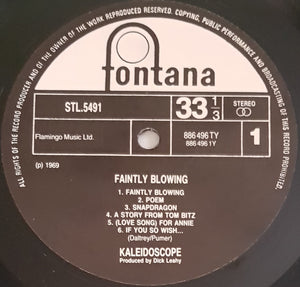 ALL RIGHTS OF THE RECORD PRODUCER AND OF THE OWNER OF THE WORK REPRODUCED RESERVED. COPYING, PUBLIC PERFORMANCE AND BROADCASTING OF THIS RECORD PROHIBITED.
fontana
STL.5491
33 1/3
STEREO
Flamingo Music Ltd.
886 496 TY
886 496 1Y
1
(p) 1969
FAINTLY BLOWING
1. FAINTLY BLOWING
2. POEM
3. SNAPDRAGON
4. A STORY FROM TOM BITZ
5. (LOVE SONG) FOR ANNIE
6. IF YOU SO WISH...
(Daltrey/Pumer)
KALEIDOSCOPE
Produced by Dick Leahy